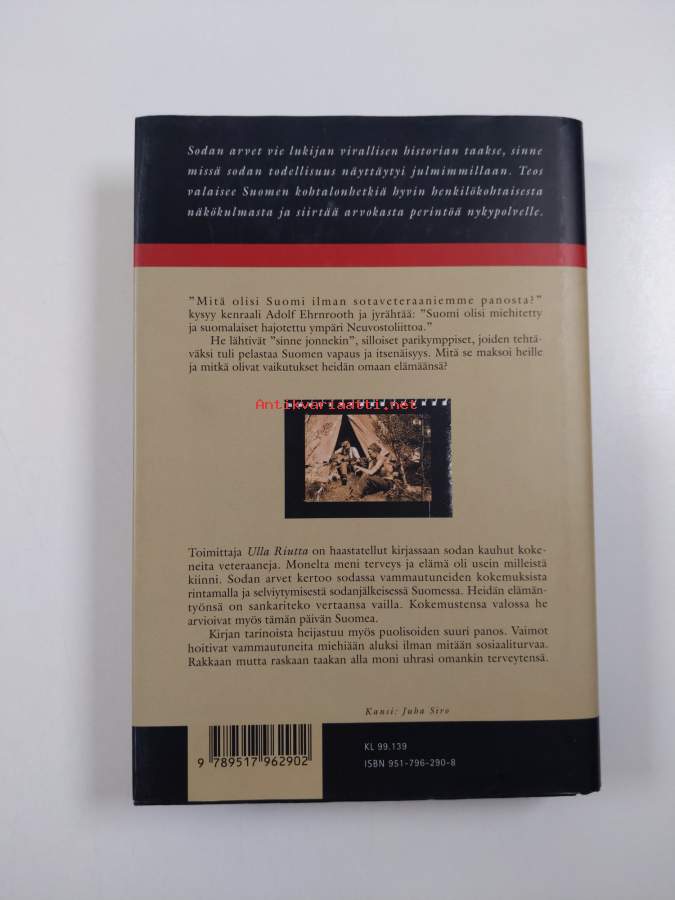 Sodan arvet vie lukijan virallisen historian taakse, sinne
missä sodan todellisuus näyttäytyi julmimmillaan. Teos
valaisee Suomen kohtalonhetkiä hyvin henkilökohtaisesta
näkökulmasta ja siirtää arvokasta perintöä nykypolvelle.
"Mitä olisi Suomi ilman sotaveteraaniemme panosta?"
kysyy kenraali Adolf Ehrnrooth ja jyrähtää: "Suomi olisi miehitetty
ja suomalaiset hajotettu ympäri Neuvostoliittoa."
He lähtivät "sinne jonnekin", silloiset parikymppiset, joiden tehtä-
väksi tuli pelastaa Suomen vapaus ja itsenäisyys. Mitä se maksoi heille
ja mitkä olivat vaikutukset heidän omaan elämäänsä?
Antikvariaatti.net
Toimittaja Ulla Riutta on haastatellut kirjassaan sodan kauhut koke-
neita veteraaneja. Monelta meni terveys ja elämä oli usein milleistä
kiinni. Sodan arvet kertoo sodassa vammautuneiden kokemuksista
rintamalla ja selviytymisestä sodanjälkeisessä Suomessa. Heidän elämän-
työnsä on sankariteko vertaansa vailla. Kokemustensa valossa he
arvioivat myös tämän päivän Suomea.
Kirjan tarinoista heijastuu myös puolisoiden suuri panos. Vaimot
hoitivat vammautuneita miehiään aluksi ilman mitään sosiaaliturvaa.
Rakkaan mutta raskaan taakan alla moni uhrasi omankin terveytensä.
Kansi: Juha Siro
KL 99.139
ISBN 951-796-290-8
9 789517 962902